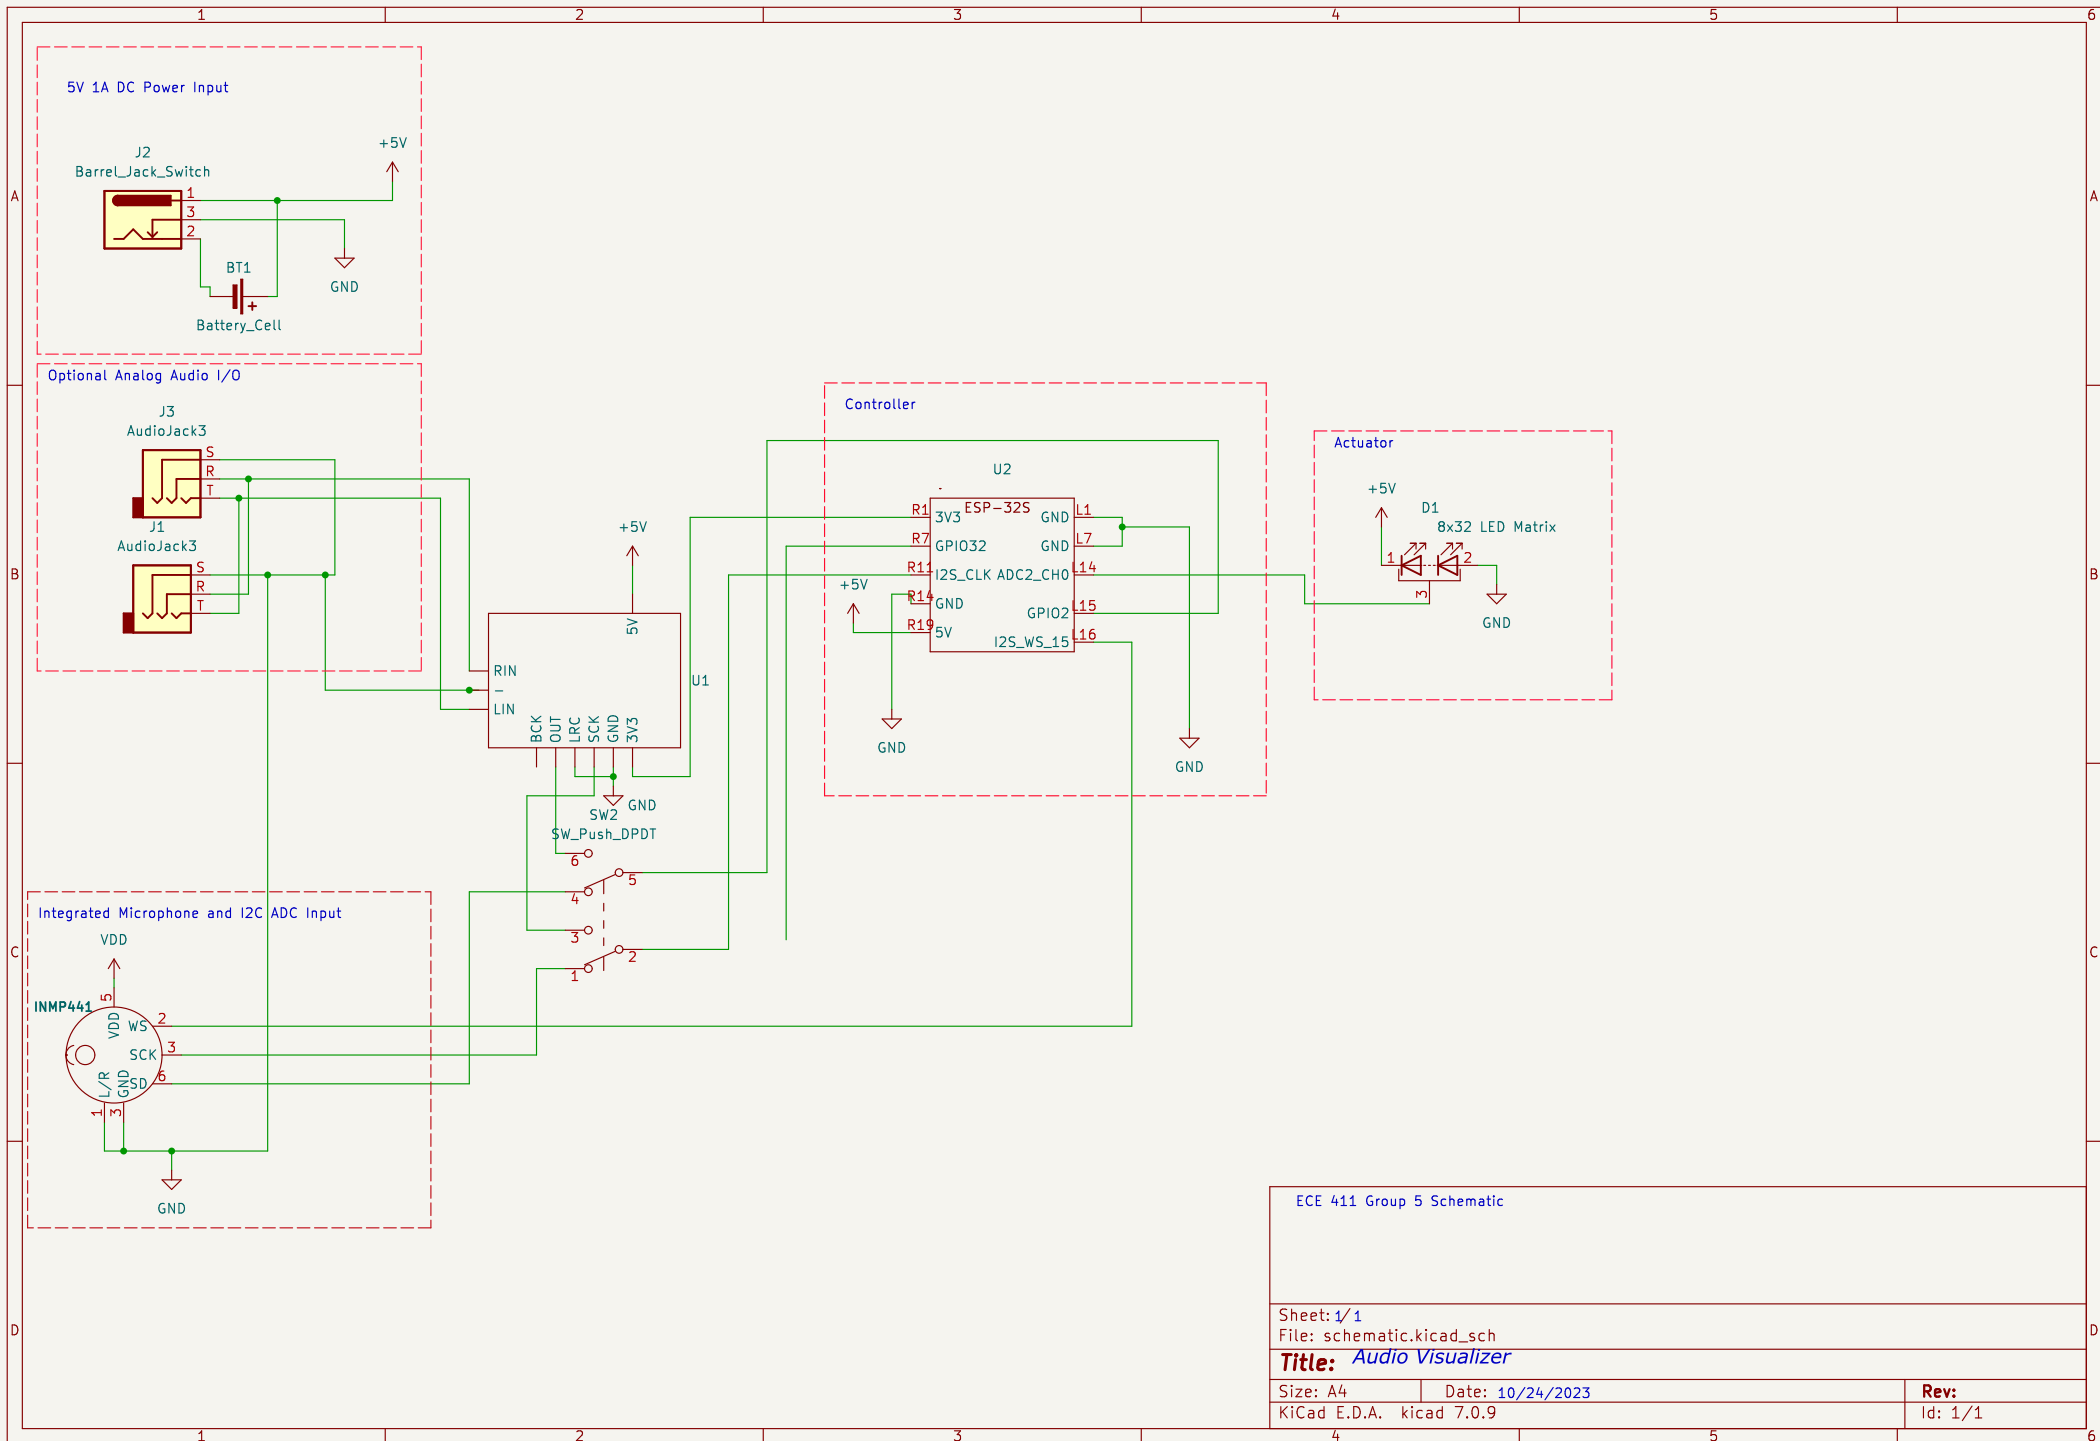 1 2 3 4 5 6
A A
B B
C C
D D
5V 1A DC Power Input
+5V
J2
Barrel_Jack_Switch
1
3
2
BT1
+
Battery_Cell
GND
Optional Analog Audio I/O
J3
AudioJack3
S
R
T
J1
AudioJack3
S
R
T
+5V
5V
RIN
–
LIN
U1
BCK
OUT
LRC
SCK
GND
3V3
GND
SW2
SW_Push_DPDT
6
5
4
3
2
1
Controller
U2
ESP-32S
R1 3V3
R7 GPIO32
R11 I2S_CLK
R14 GND
R19 5V
GND L1
GND L7
ADC2_CH0 L14
GPIO2 L15
I2S_WS_15 L16
+5V
GND
GND
Actuator
+5V
D1
8x32 LED Matrix
1
2
3
GND
Integrated Microphone and I2C ADC Input
VDD
INMP441
5
VDD
WS 2
SCK 3
SD 6
L/R
GND
1
3
GND
ECE 411 Group 5 Schematic
Sheet: 1/ 1
File: schematic.kicad_sch
Title: Audio Visualizer
Size: A4 Date: 10/24/2023 Rev:
KiCad E.D.A. kicad 7.0.9 Id: 1/1
1 2 3 4 5 6